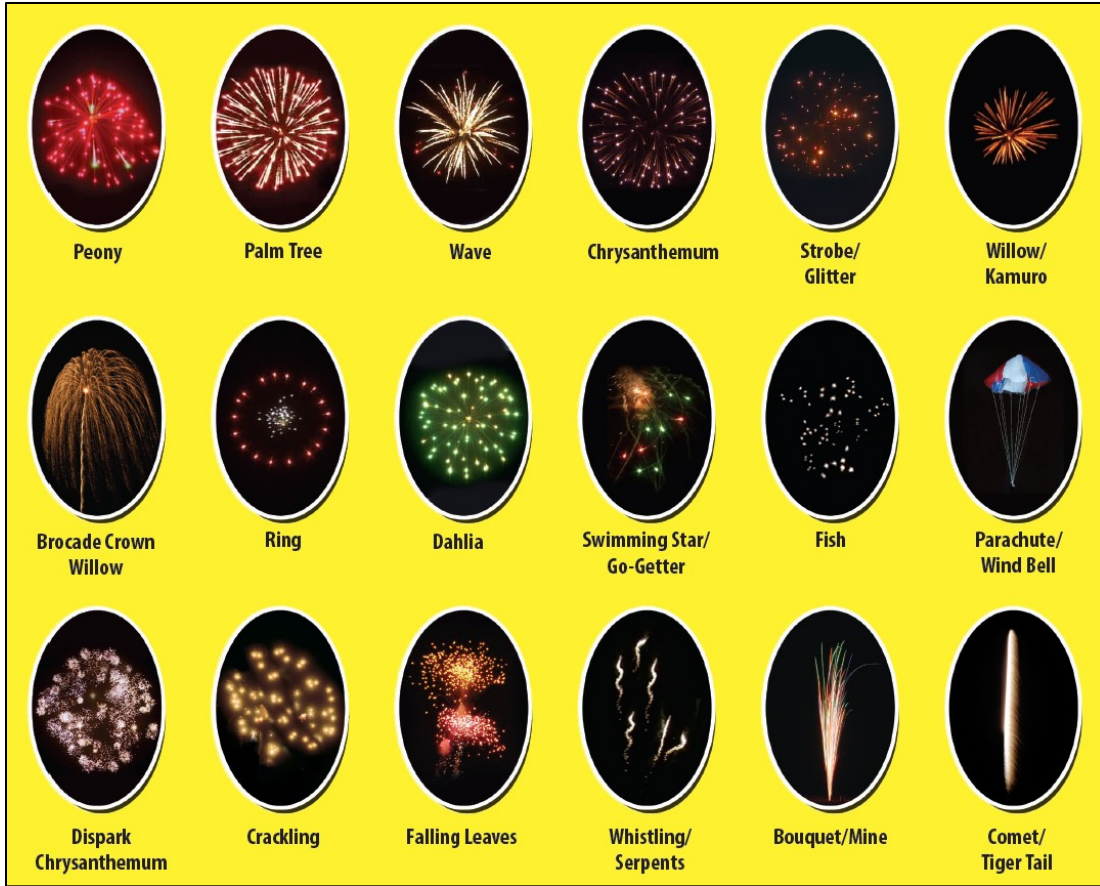 Peony
Palm Tree
Wave
Chrysanthemum
Strobe/
Glitter
Willow/
Kamuro
Brocade Crown
Willow
Ring
Dahlia
Swimming Star/
Go-Getter
Fish
Parachute/
Wind Bell
Dispark
Chrysanthemum
Crackling
Falling Leaves
Whistling/
Serpents
Bouquet/Mine
Comet/
Tiger Tail